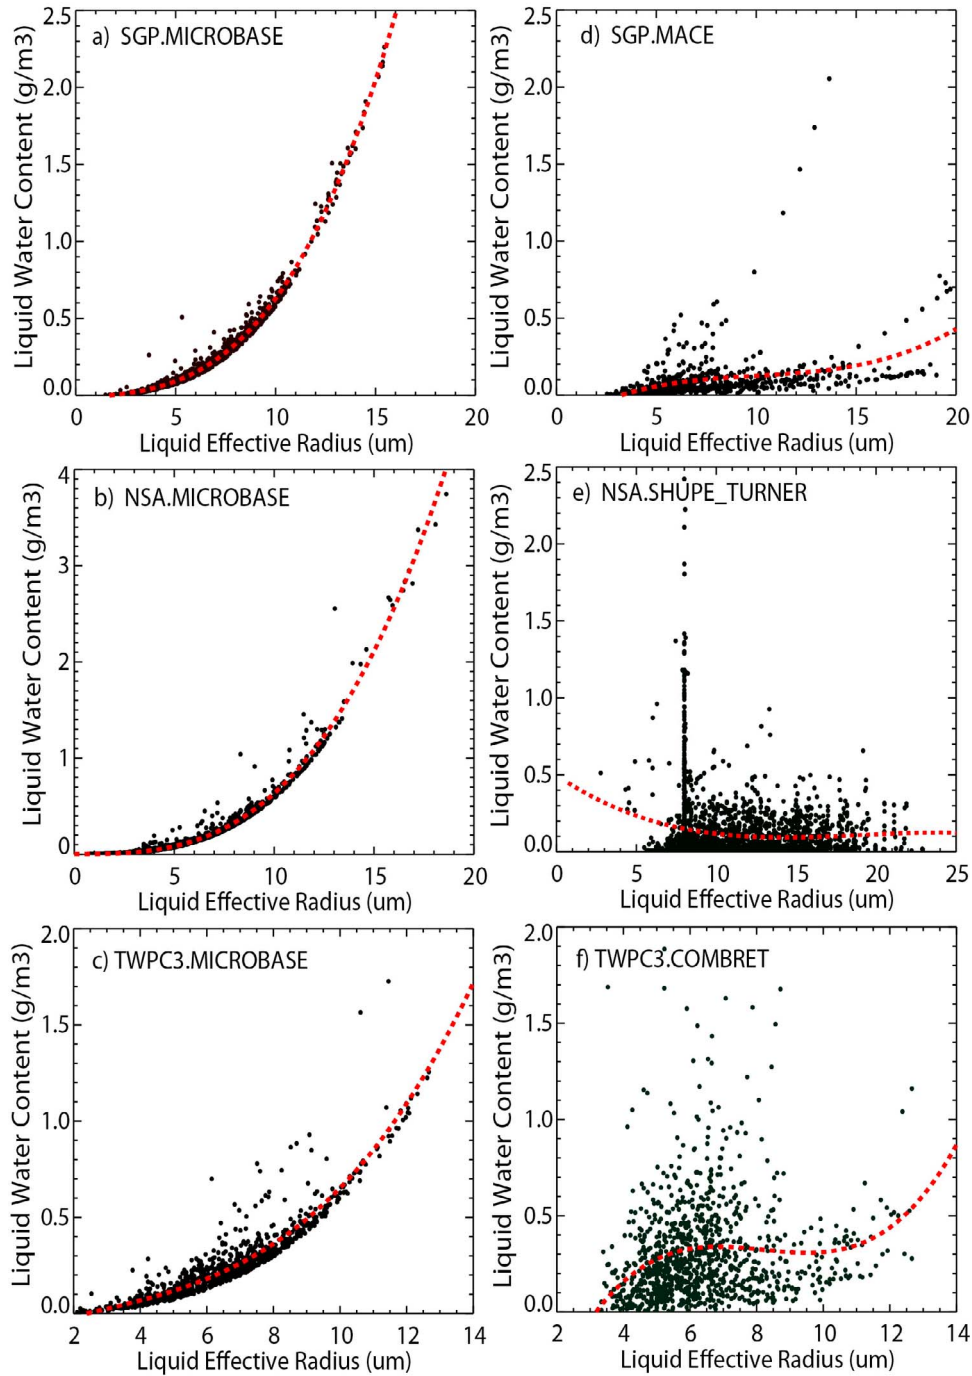 a) SGP.MICROBASE
Liquid Water Content (g/m3)
2.5
2.0
1.5
1.0
0.5
0.0
0 5 10 15 20
Liquid Effective Radius (um)
d) SGP.MACE
Liquid Water Content (g/m3)
2.5
2.0
1.5
1.0
0.5
0.0
0 5 10 15 20
Liquid Effective Radius (um)
b) NSA.MICROBASE
Liquid Water Content (g/m3)
4
3
2
1
0
0 5 10 15 20
Liquid Effective Radius (um)
e) NSA.SHUPE_TURNER
Liquid Water Content (g/m3)
2.5
2.0
1.5
1.0
0.5
0.0
0 5 10 15 20 25
Liquid Effective Radius (um)
c) TWPC3.MICROBASE
Liquid Water Content (g/m3)
2.0
1.5
1.0
0.5
0.0
2 4 6 8 10 12 14
Liquid Effective Radius (um)
f) TWPC3.COMBRET
Liquid Water Content (g/m3)
2.0
1.5
1.0
0.5
0.0
2 4 6 8 10 12 14
Liquid Effective Radius (um)